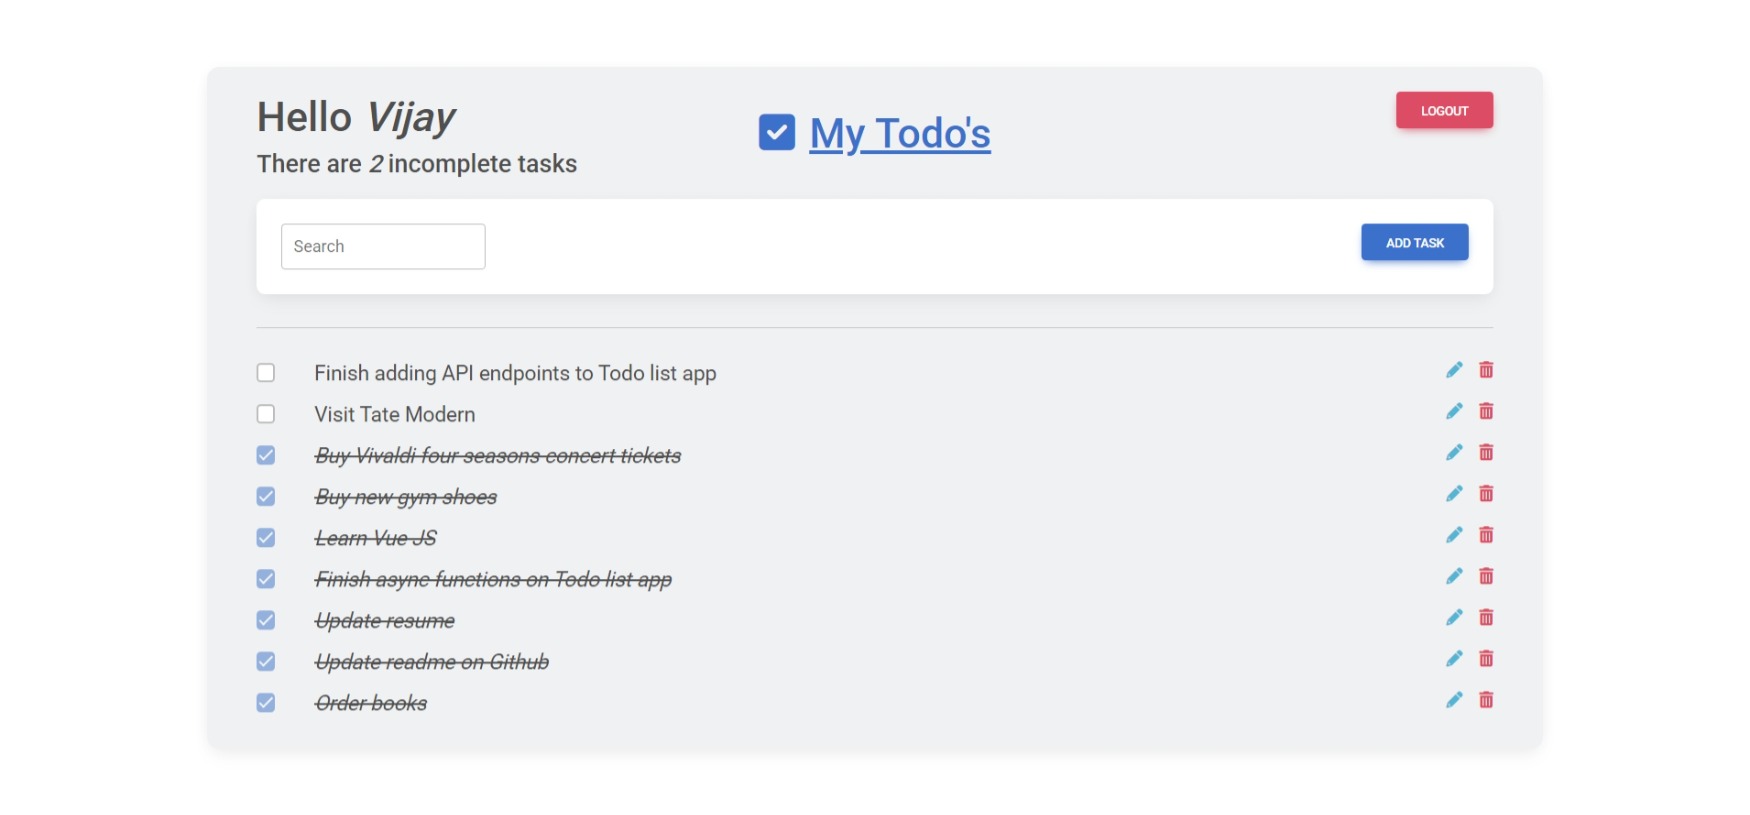 Hello Vijay
My Todo's
LOGOUT
There are 2 incomplete tasks
Search
ADD TASK
Finish adding API endpoints to Todo list app
Visit Tate Modern
Buy Vivaldi four seasons concert tickets
Buy new gym shoes
Learn Vue JS
Finish async functions on Todo list app
Update resume
Update readme on Github
Order books